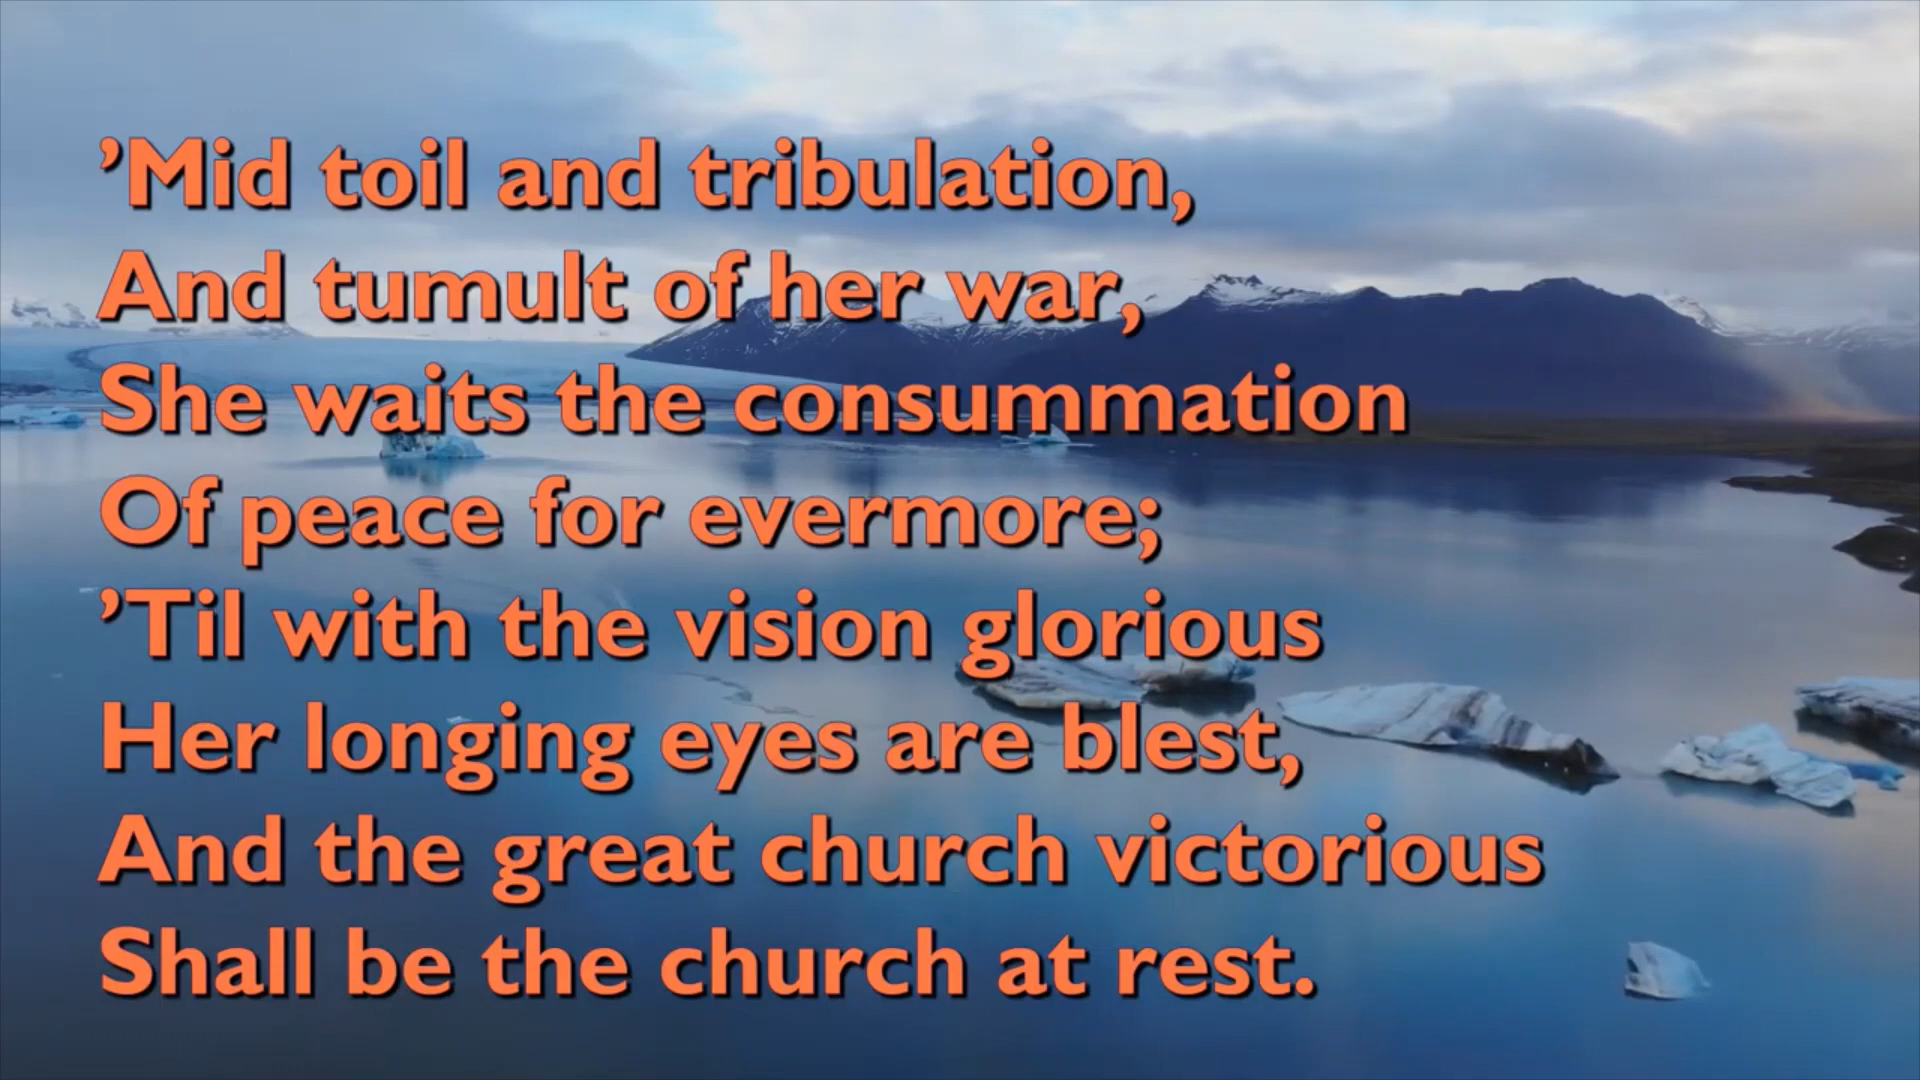 ’Mid toil and tribulation,
And tumult of her war,
She waits the consummation
Of peace for evermore;
’Til with the vision glorious
Her longing eyes are blest,
And the great church victorious
Shall be the church at rest.